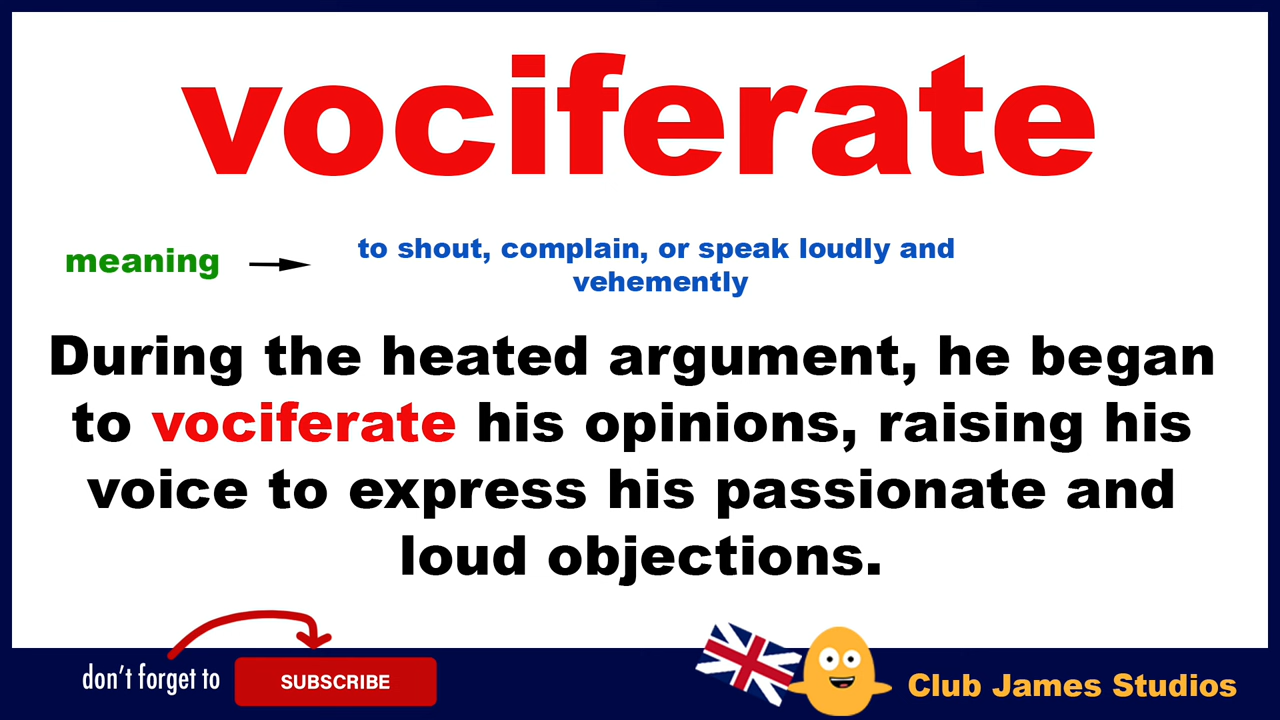 vociferate
meaning
to shout, complain, or speak loudly and
vehemently
During the heated argument, he began
to vociferate his opinions, raising his
voice to express his passionate and
loud objections.
don't forget to
SUBSCRIBE
Club James Studios